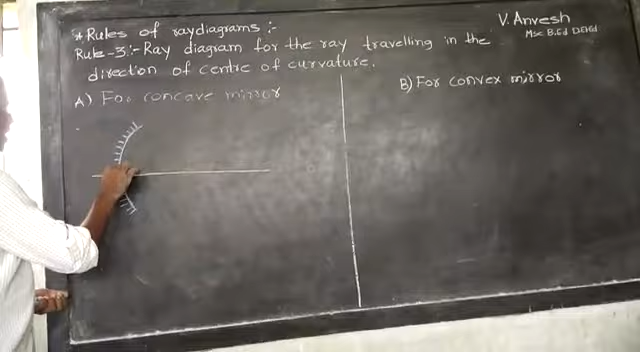 * Rules of raydiagrams :-
V. Anvesh
Msc B.Ed DElEd
Rule-3:- Ray diagram for the ray travelling in the
direction of centre of curvature.
A) For concave mirror
B) For convex mirror